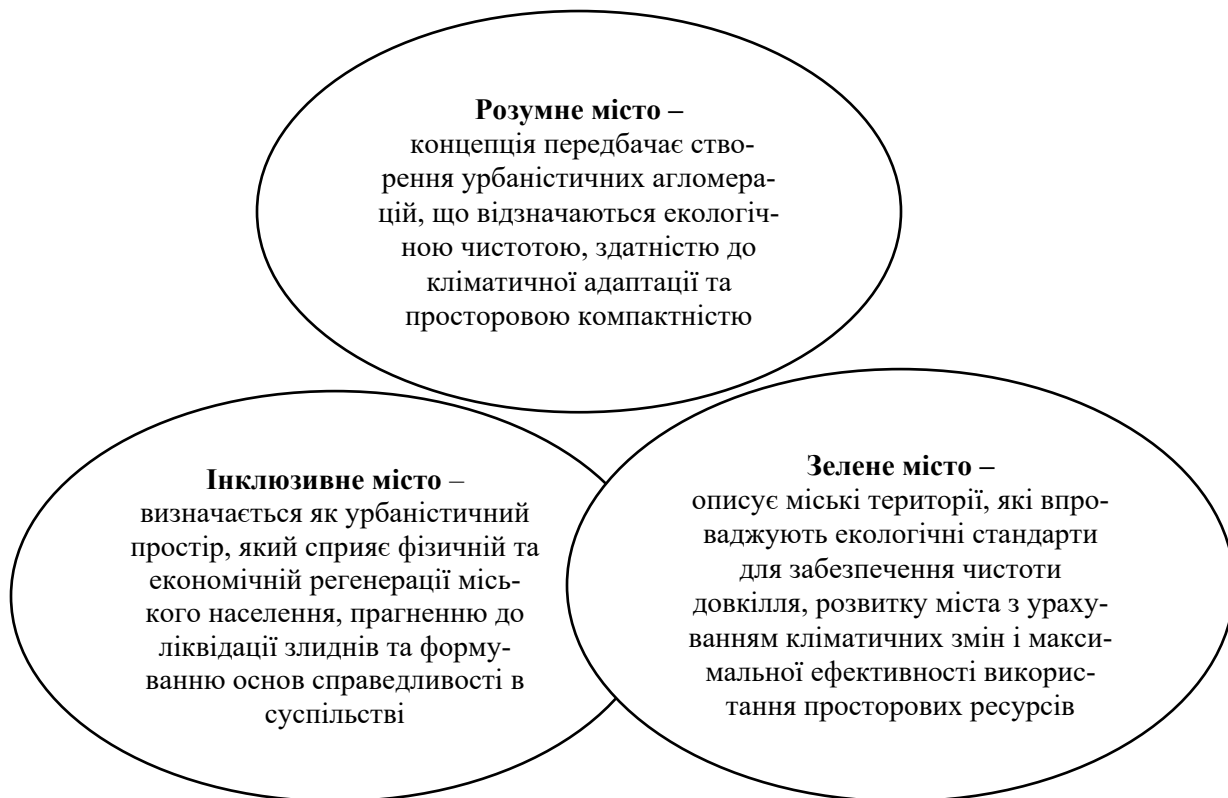 Розумне місто –
концепція передбачає ство-
рення урбаністичних агломера-
цій, що відзначаються екологіч-
ною чистотою, здатністю до
кліматичної адаптації та
просторовою компактністю
Інклюзивне місто –
визначається як урбаністичний
простір, який сприяє фізичній та
економічній регенерації місь-
кого населення, прагненню до
ліквідації злиднів та форму-
ванню основ справедливості в
суспільстві
Зелене місто –
описує міські території, які впро-
ваджують екологічні стандарти
для забезпечення чистоти
довкілля, розвитку міста з ураху-
ванням кліматичних змін і макси-
мальної ефективності викорис-
тання просторових ресурсів